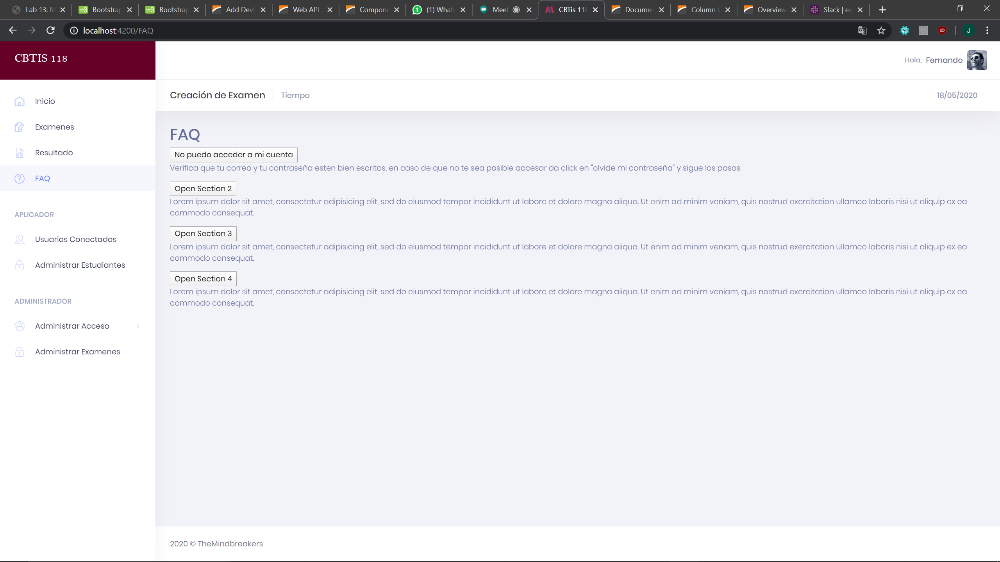 Lab 13: M
Bootstrap
Bootstrap
Add DevE
Web API
Compone
(1) Whats
Meet
CBTis 118
Documen
Column
Overview
Slack | ed
localhost:4200/FAQ
J
CBTIS 118
Hola, Fernando
Inicio
Examenes
Resultado
FAQ
APLICADOR
Usuarios Conectados
Administrar Estudiantes
ADMINISTRADOR
Administrar Acceso
Administrar Examenes
Creación de Examen
Tiempo
18/05/2020
FAQ
No puedo acceder a mi cuenta
Verifica que tu correo y tu contraseña esten bien escritos, en caso de que no te sea posible accesar da click en "olvide mi contraseña" y sigue los pasos
Open Section 2
Lorem ipsum dolor sit amet, consectetur adipisicing elit, sed do eiusmod tempor incididunt ut labore et dolore magna aliqua. Ut enim ad minim veniam, quis nostrud exercitation ullamco laboris nisi ut aliquip ex ea
commodo consequat.
Open Section 3
Lorem ipsum dolor sit amet, consectetur adipisicing elit, sed do eiusmod tempor incididunt ut labore et dolore magna aliqua. Ut enim ad minim veniam, quis nostrud exercitation ullamco laboris nisi ut aliquip ex ea
commodo consequat.
Open Section 4
Lorem ipsum dolor sit amet, consectetur adipisicing elit, sed do eiusmod tempor incididunt ut labore et dolore magna aliqua. Ut enim ad minim veniam, quis nostrud exercitation ullamco laboris nisi ut aliquip ex ea
commodo consequat.
2020 © TheMindbreakers